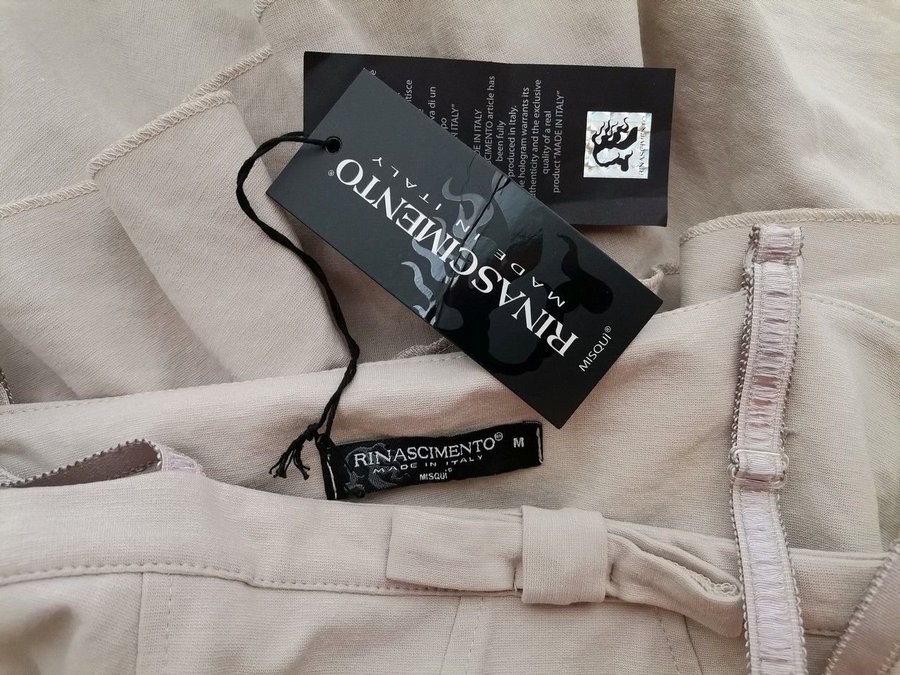 RINASCIMENTO®
MADE IN ITALY
MISQUI®
MADE IN ITALY
article has
been fully
produced in Italy.
hologram warrants its
and the exclusive
quality of a real
product "MADE IN ITALY"
RINASCIMENTO
RINASCIMENTO
MADE IN ITALY
MISQUI
M